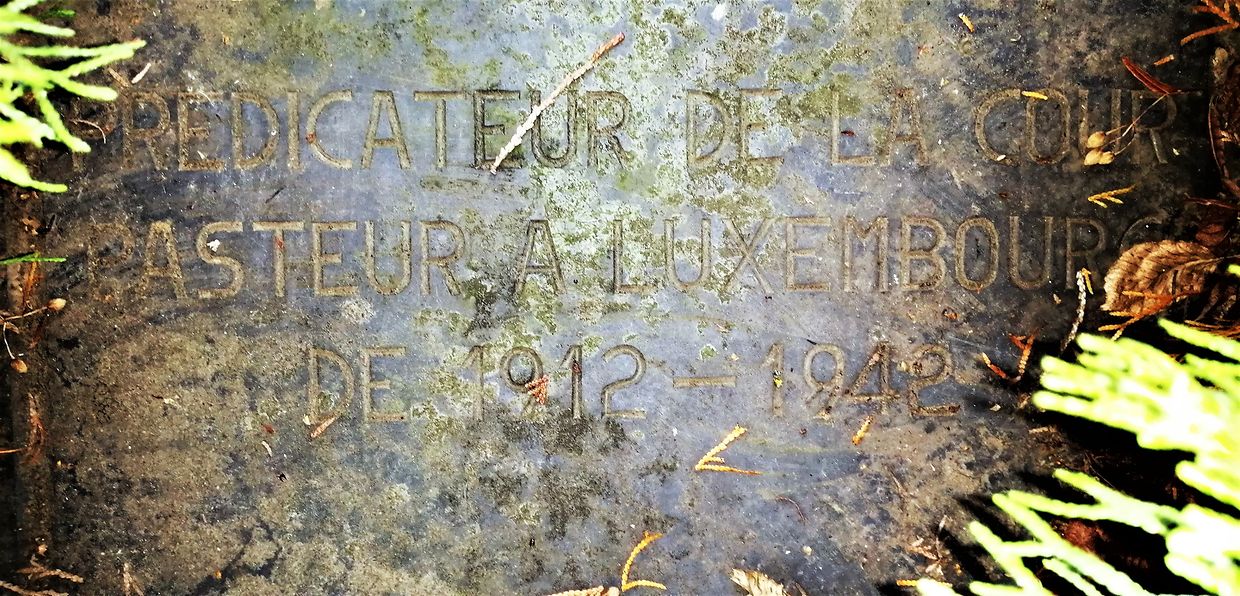 PREDICATEUR DE LA COUR
PASTEUR A LUXEMBOURG
DE 1912 – 1942